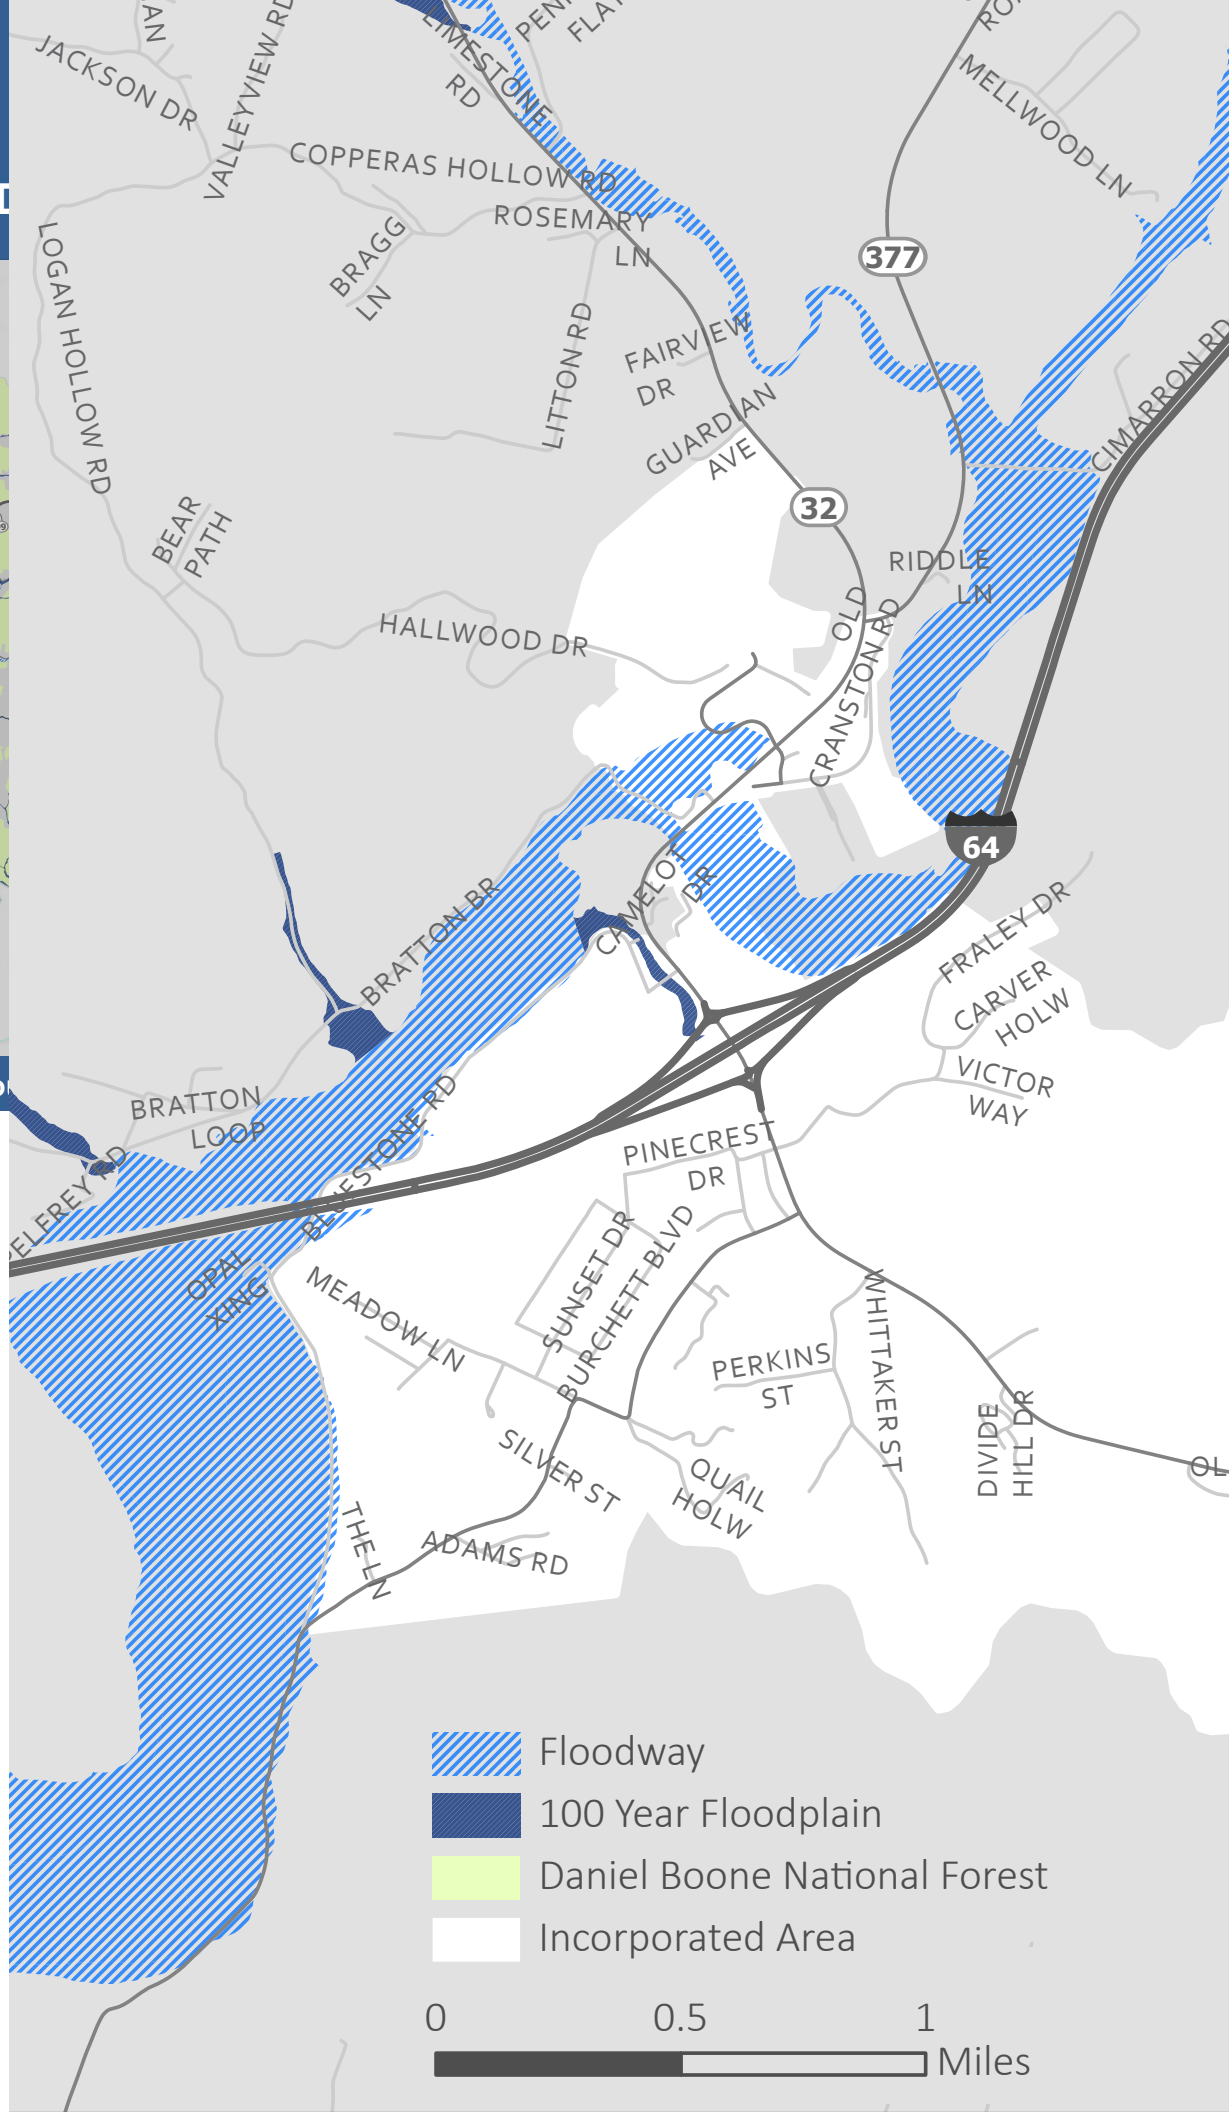 LIMESTONE
RD
JACKSON DR
VALLEYVIEW RD
MELLWOOD LN
COPPERAS HOLLOW RD
ROSEMARY
LN
BRAGG
LN
377
LOGAN HOLLOW RD
LITTON RD
FAIRVIEW
DR
GUARDIAN
AVE
CIMARRON RD
32
BEAR
PATH
RIDDLE
LN
HALLWOOD DR
OLD
CRANSTON RD
64
CAMELOT
DR
BRATTON BR
FRALEY DR
CARVER
HOLW
VICTOR
WAY
BRATTON
LOOP
BLUESTONE RD
PINECREST
DR
OPAL
XING
MEADOW LN
SUNSET DR
BURCHETT BLVD
PERKINS
ST
WHITTAKER ST
DIVIDE
HILL DR
SILVER ST
QUAIL
HOLW
THE LN
ADAMS RD
Floodway
100 Year Floodplain
Daniel Boone National Forest
Incorporated Area
0 0.5 1
Miles